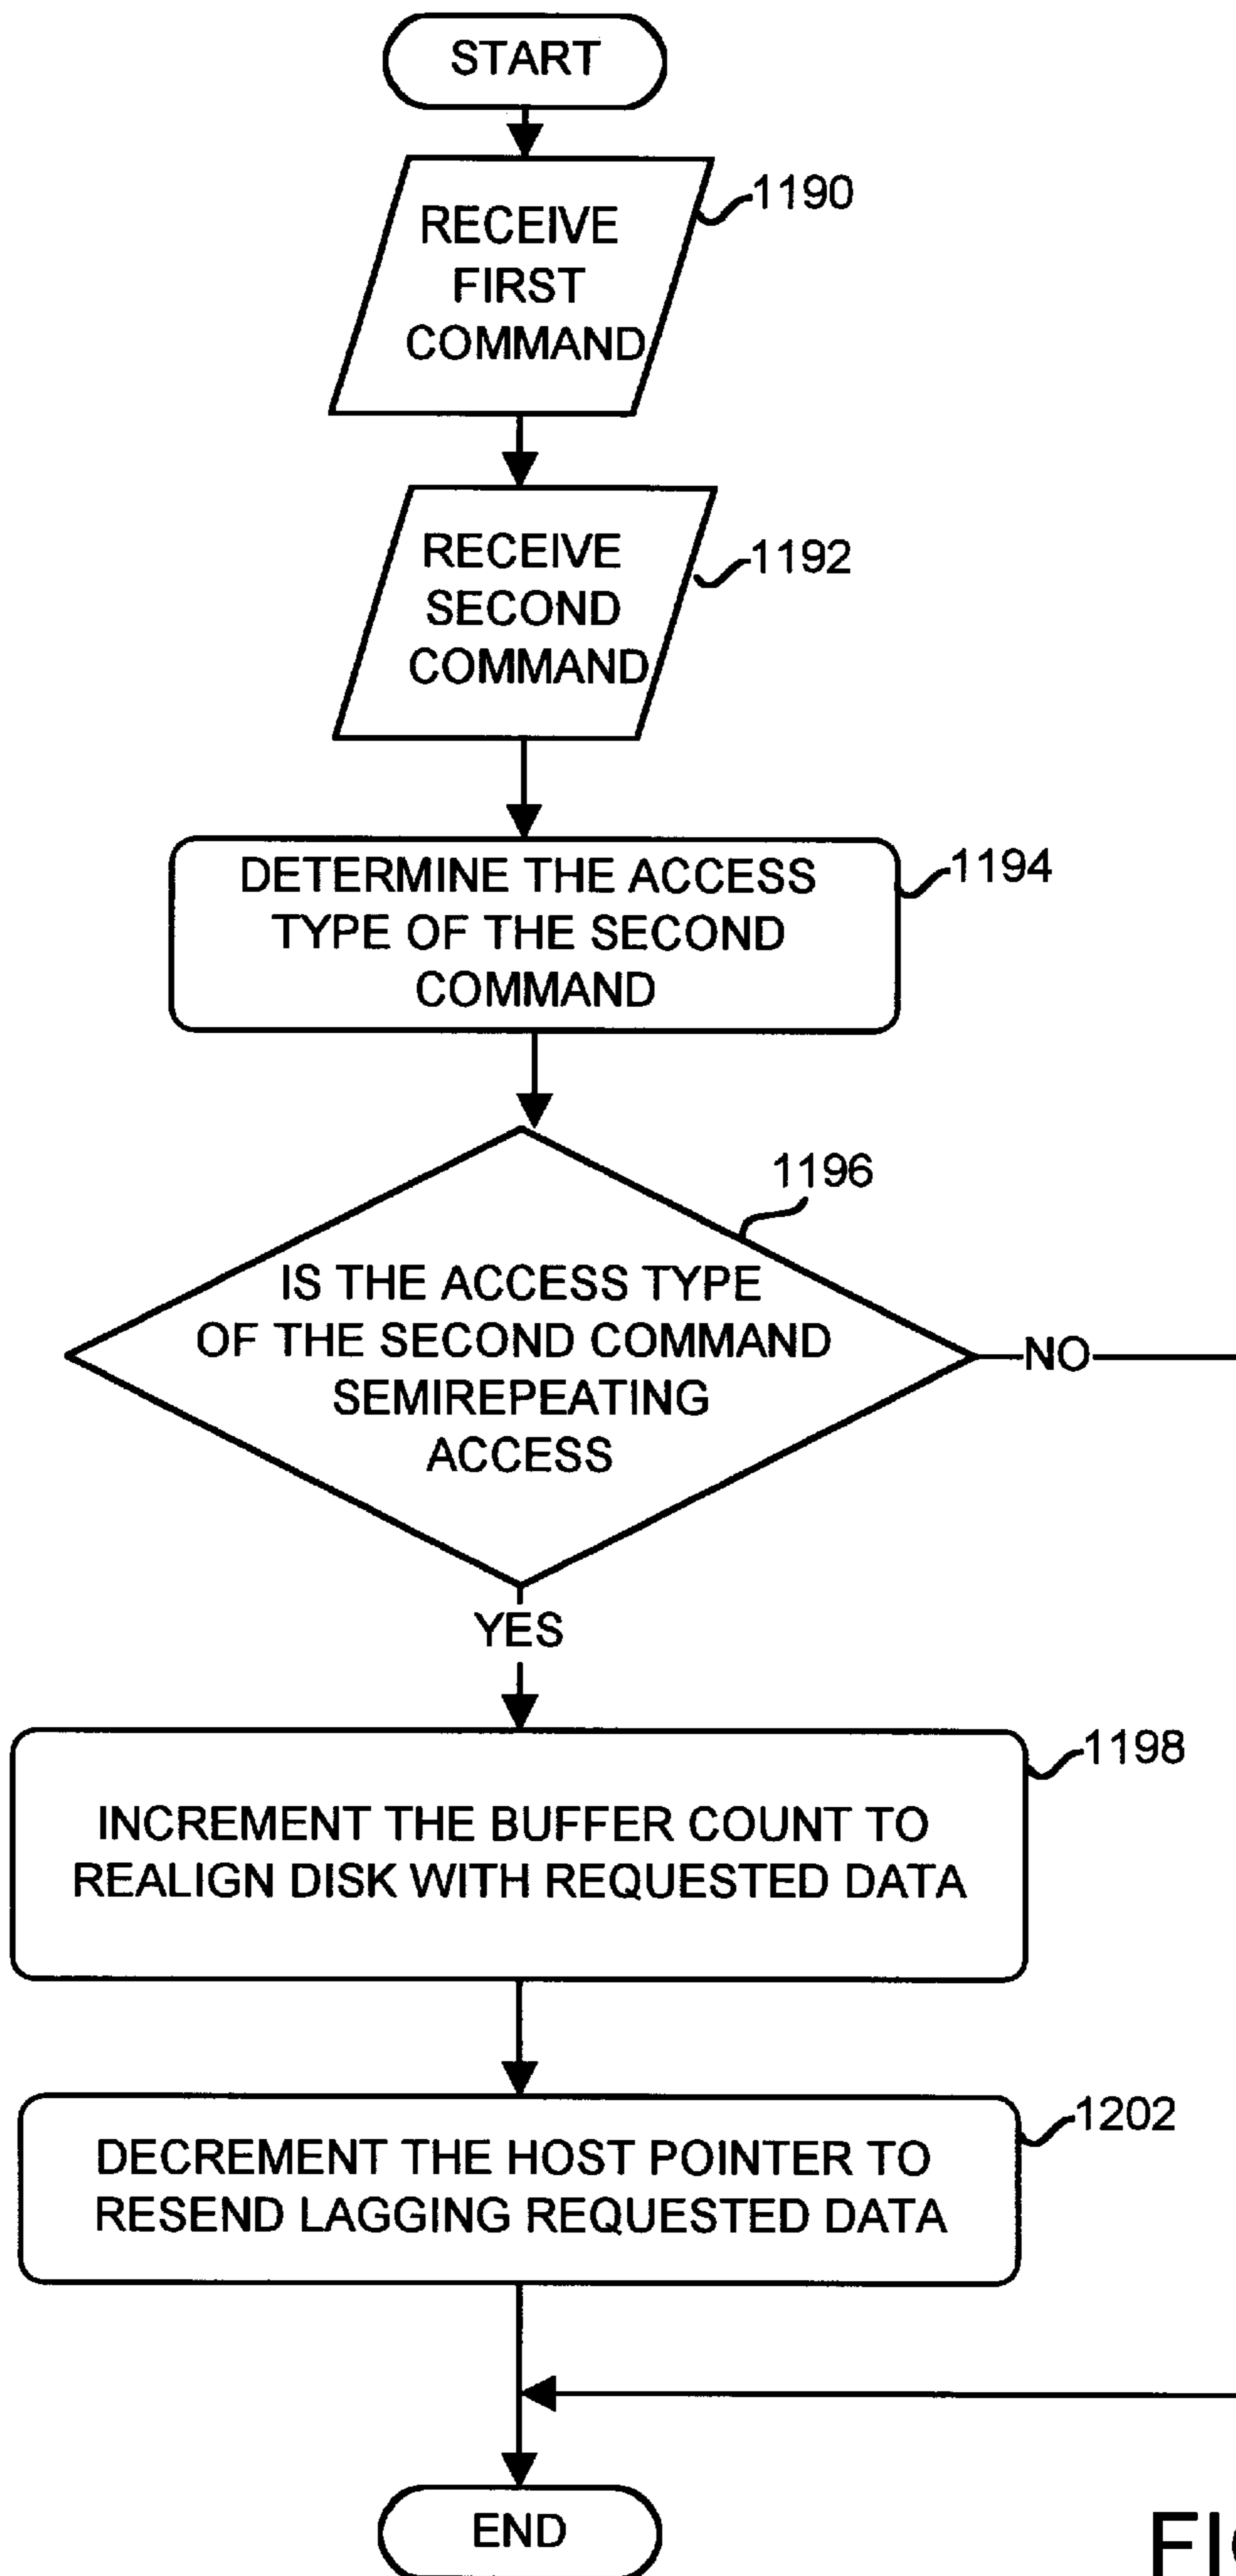 START
RECEIVE
FIRST
COMMAND
1190
RECEIVE
SECOND
COMMAND
1192
DETERMINE THE ACCESS
TYPE OF THE SECOND
COMMAND
1194
1196
IS THE ACCESS TYPE
OF THE SECOND COMMAND
SEMIREPEATING
ACCESS
NO
YES
1198
INCREMENT THE BUFFER COUNT TO
REALIGN DISK WITH REQUESTED DATA
1202
DECREMENT THE HOST POINTER TO
RESEND LAGGING REQUESTED DATA
END